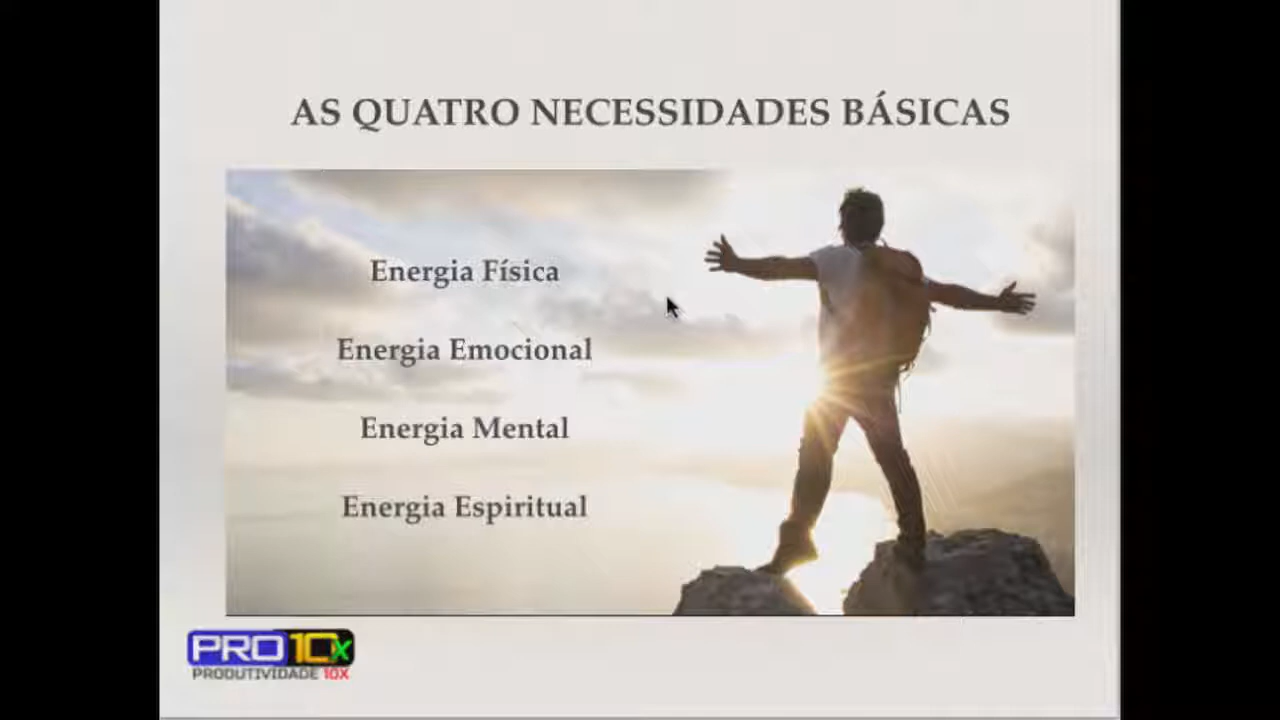 AS QUATRO NECESSIDADES BÁSICAS
Energia Física
Energia Emocional
Energia Mental
Energia Espiritual
PRO10x
PRODUTIVIDADE 10X